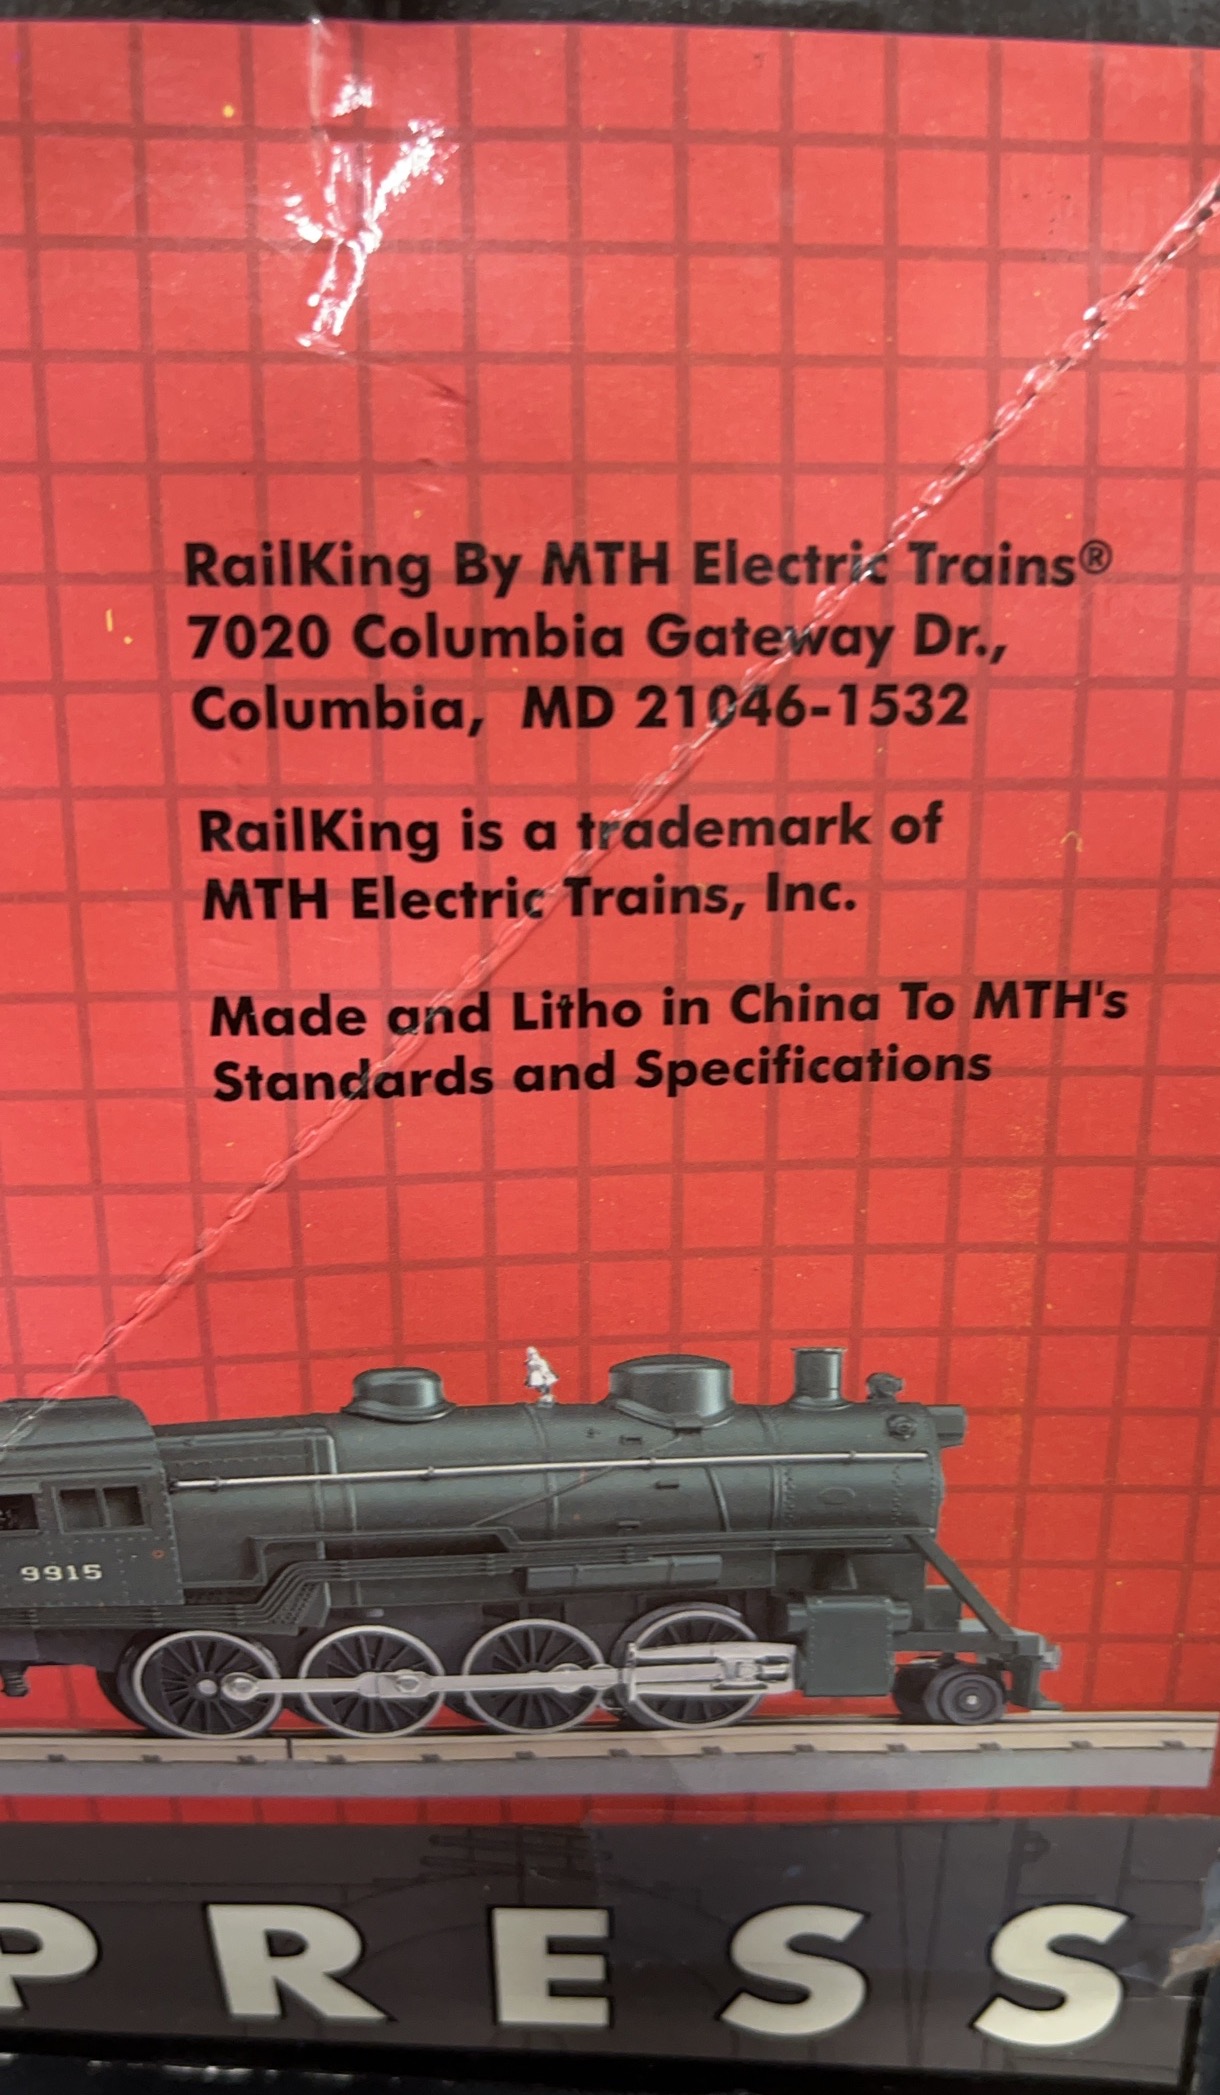 RailKing By MTH Electric Trains®
7020 Columbia Gateway Dr.,
Columbia, MD 21046-1532
RailKing is a trademark of
MTH Electric Trains, Inc.
Made and Litho in China To MTH's
Standards and Specifications
9915
PRESS